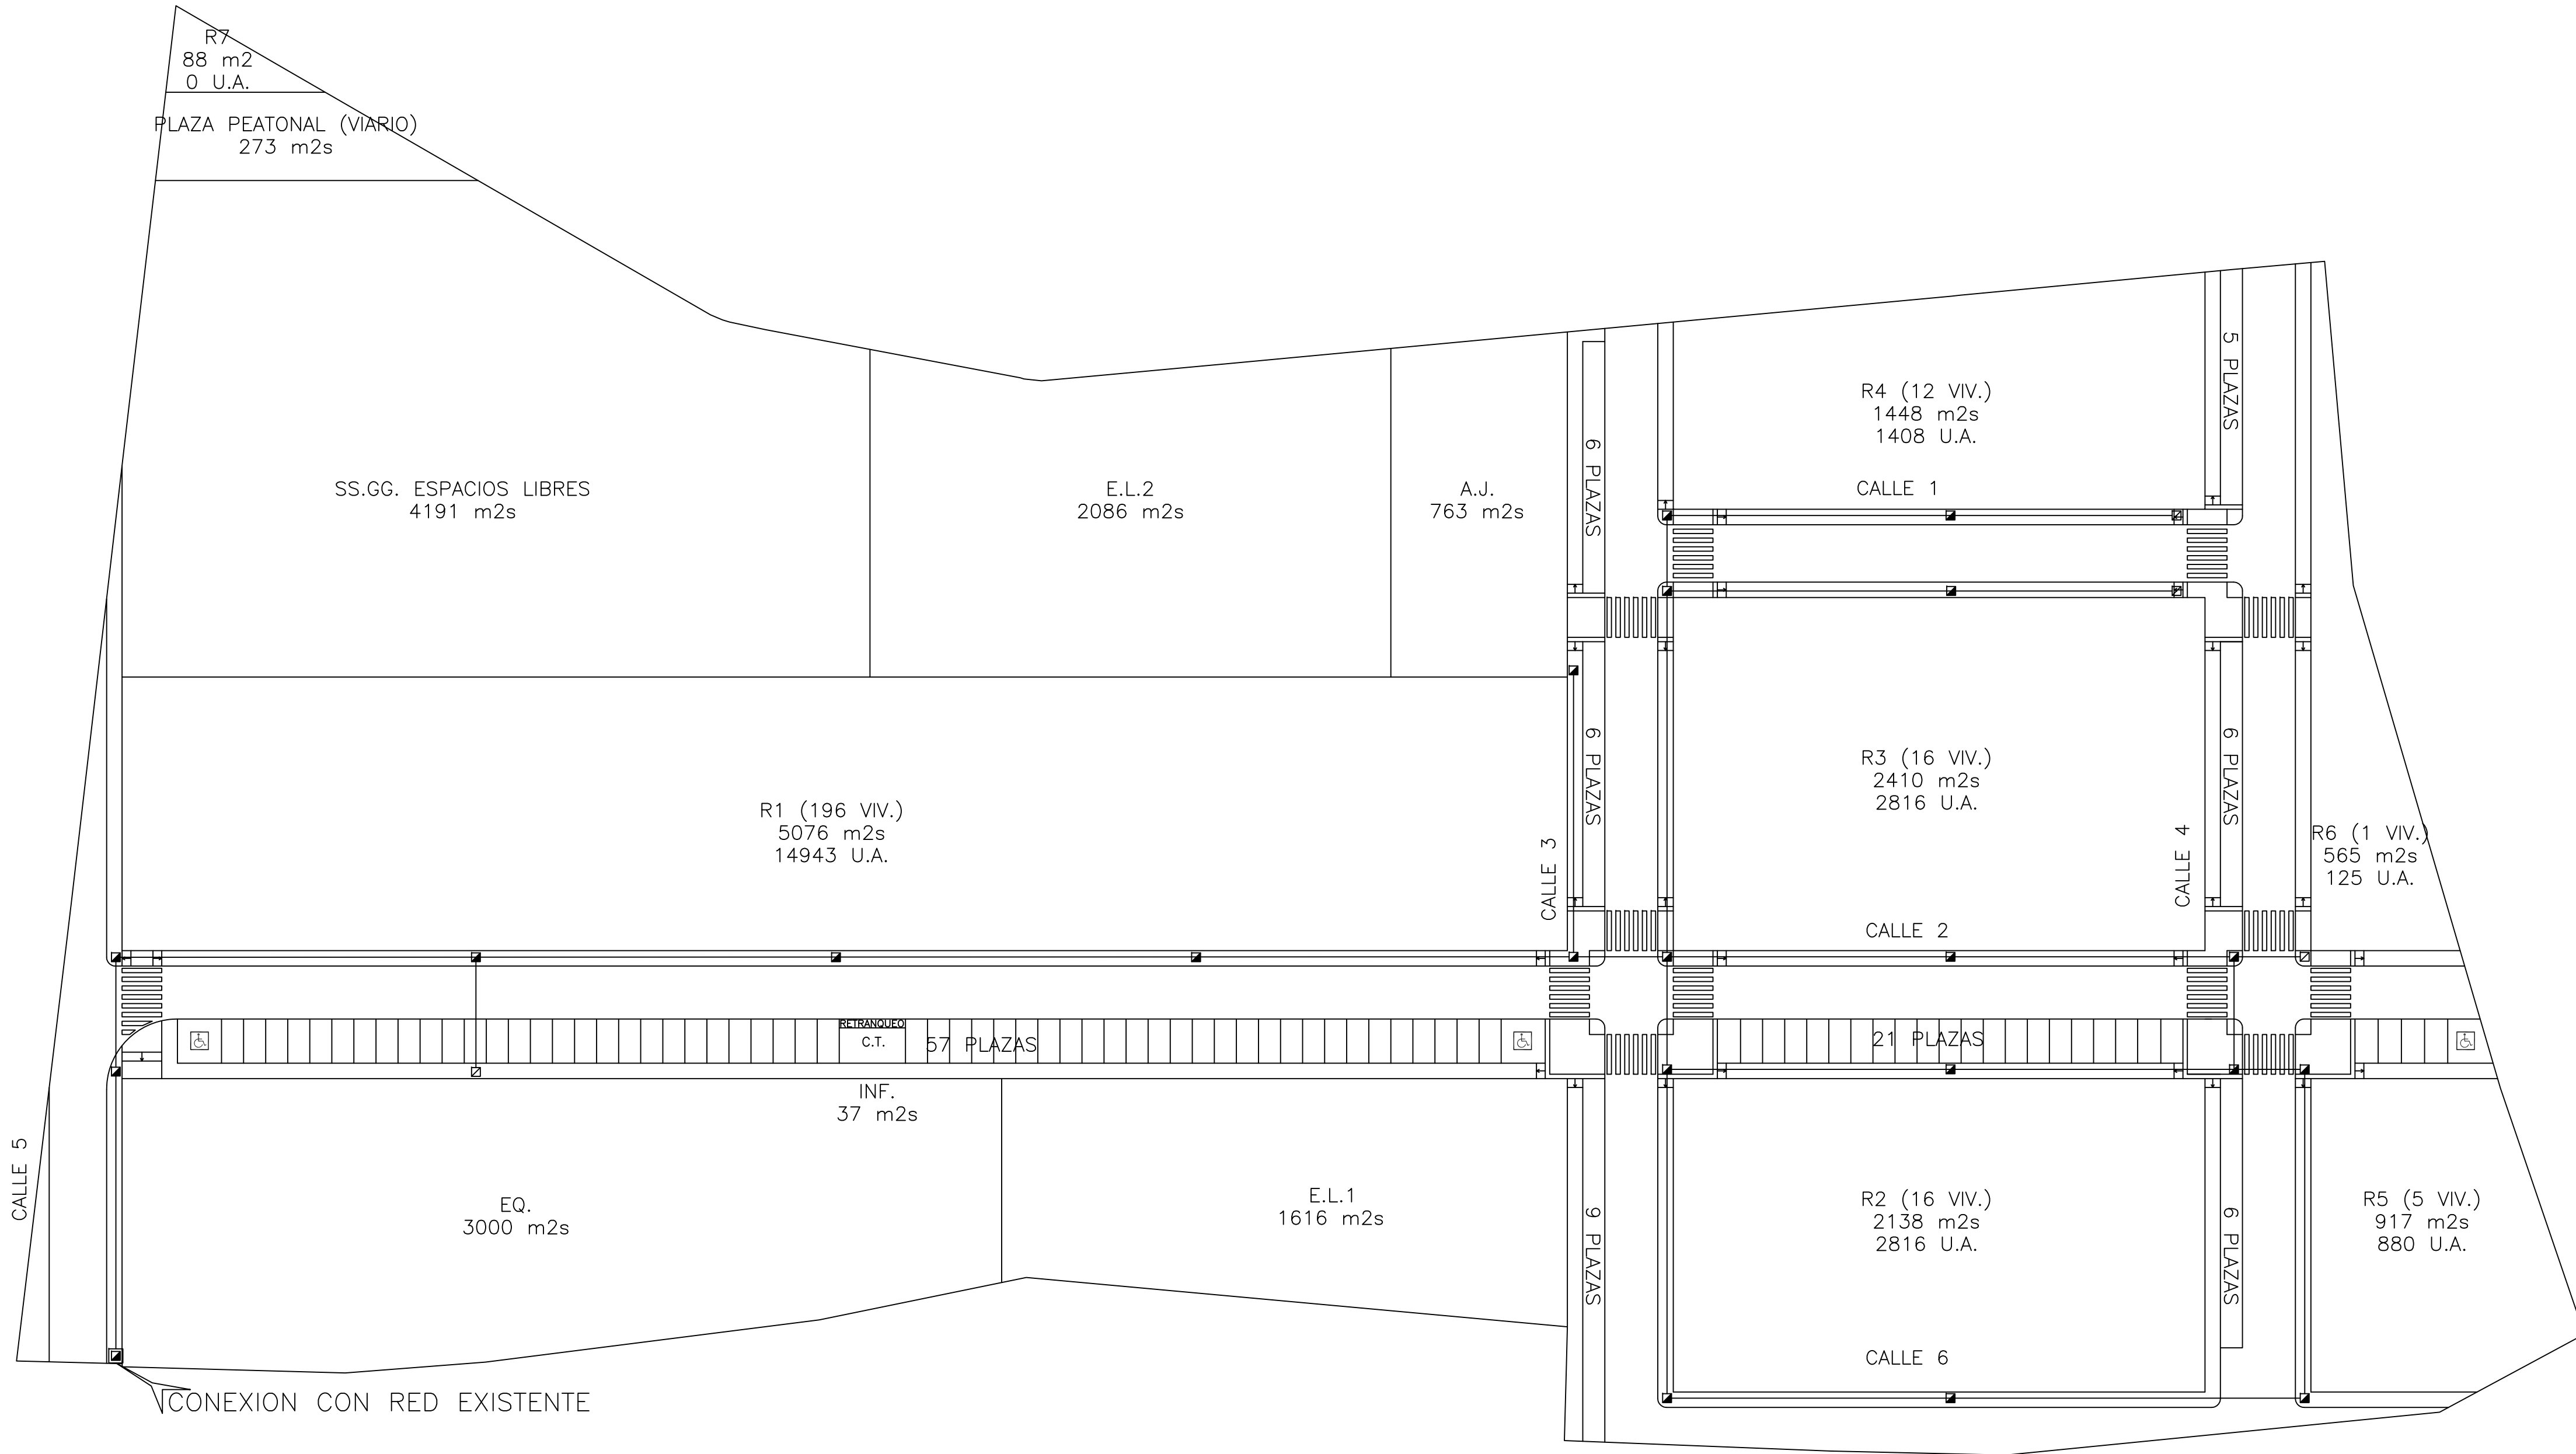 R7
88 m2
0 U.A.
PLAZA PEATONAL (VIARIO)
273 m2s
SS.GG. ESPACIOS LIBRES
4191 m2s
E.L.2
2086 m2s
A.J.
763 m2s
6 PLAZAS
R4 (12 VIV.)
1448 m2s
1408 U.A.
CALLE 1
5 PLAZAS
R1 (196 VIV.)
5076 m2s
14943 U.A.
CALLE 3
6 PLAZAS
R3 (16 VIV.)
2410 m2s
2816 U.A.
CALLE 2
CALLE 4
6 PLAZAS
R6 (1 VIV.)
565 m2s
125 U.A.
RETRANQUEO
C.T.
57 PLAZAS
21 PLAZAS
INF.
37 m2s
CALLE 5
EQ.
3000 m2s
E.L.1
1616 m2s
9 PLAZAS
R2 (16 VIV.)
2138 m2s
2816 U.A.
CALLE 6
6 PLAZAS
R5 (5 VIV.)
917 m2s
880 U.A.
CONEXION CON RED EXISTENTE